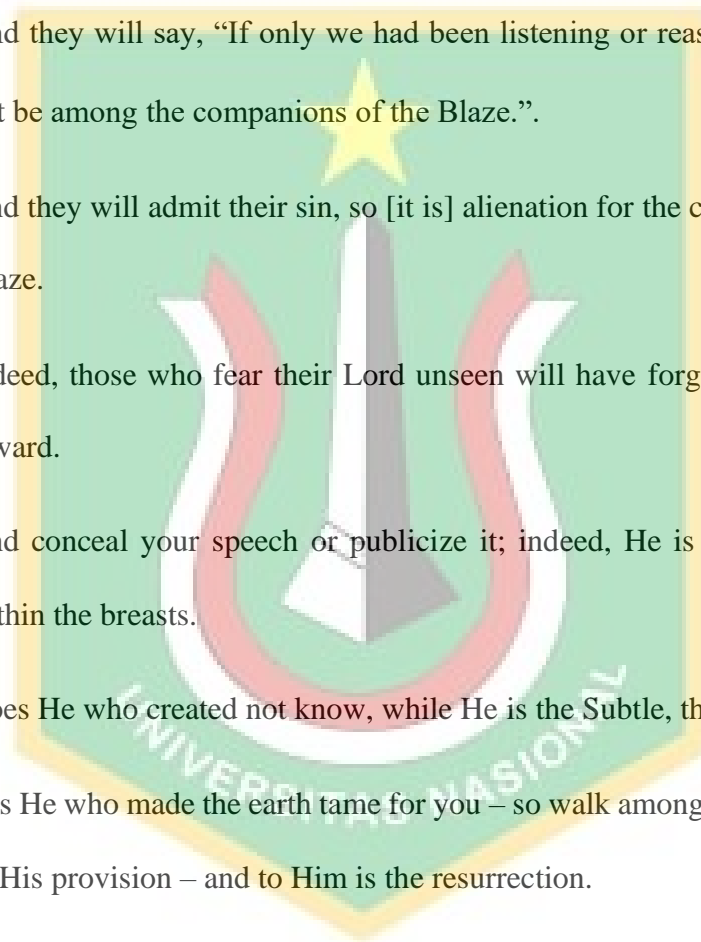 nd they will say, “If only we had been listening or reas
t be among the companions of the Blaze.”.
nd they will admit their sin, so [it is] alienation for the c
aze.
deed, those who fear their Lord unseen will have forg
ward.
nd conceal your speech or publicize it; indeed, He is
thin the breasts.
oes He who created not know, while He is the Subtle, th
s He who made the earth tame for you – so walk among
His provision – and to Him is the resurrection.
UNIVERSITAS NASIONAL